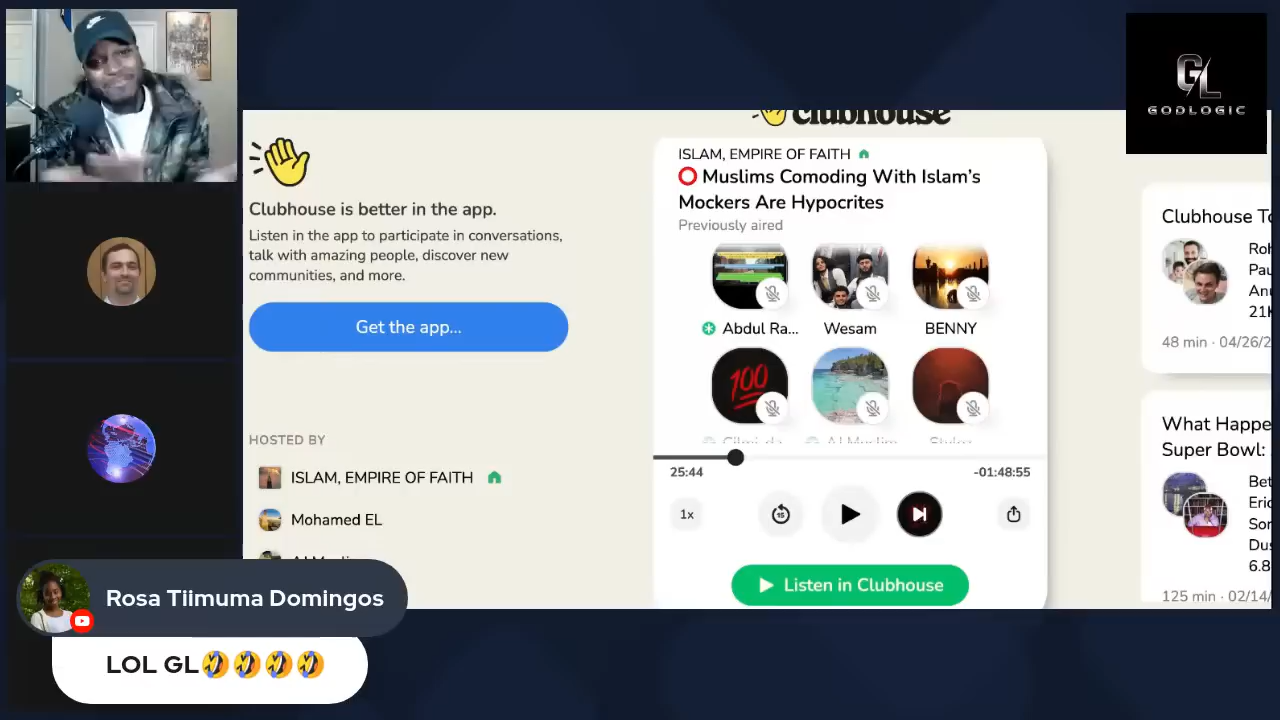 GL
GODLOGIC
clubhouse
Clubhouse is better in the app.
Listen in the app to participate in conversations,
talk with amazing people, discover new
communities, and more.
Get the app...
HOSTED BY
ISLAM, EMPIRE OF FAITH
Mohamed EL
ISLAM, EMPIRE OF FAITH
Muslims Comoding With Islam's
Mockers Are Hypocrites
Previously aired
Abdul Ra...
Wesam
BENNY
100
25:44
-01:48:55
1x
15
Listen in Clubhouse
Clubhouse To
48 min · 04/26/2
What Happe
Super Bowl:
125 min · 02/14/
Rosa Tiimuma Domingos
LOL GL🤣🤣🤣🤣